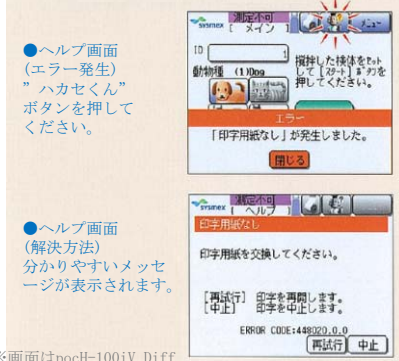 ●ヘルプ画面
(エラー発生)
”ハカセくん”
ボタンを押して
ください。
sysmex 測定不可
[ メイン ] メニュー
ID 1
動物種 (1)Dog
撹拌した検体をセット
して[スタート]ボタンを
押してください。
エラー
「印字用紙なし」が発生しました。
閉じる
●ヘルプ画面
(解決方法)
分かりやすいメッセ
ージが表示されます。
sysmex 測定不可
[ ヘルプ ]
印字用紙なし
印字用紙を交換してください。
[再試行] 印字を再開します。
[中止] 印字を中止します。
ERROR CODE:448020.0.0
再試行 中止
※画面はpocH-100iV Diff